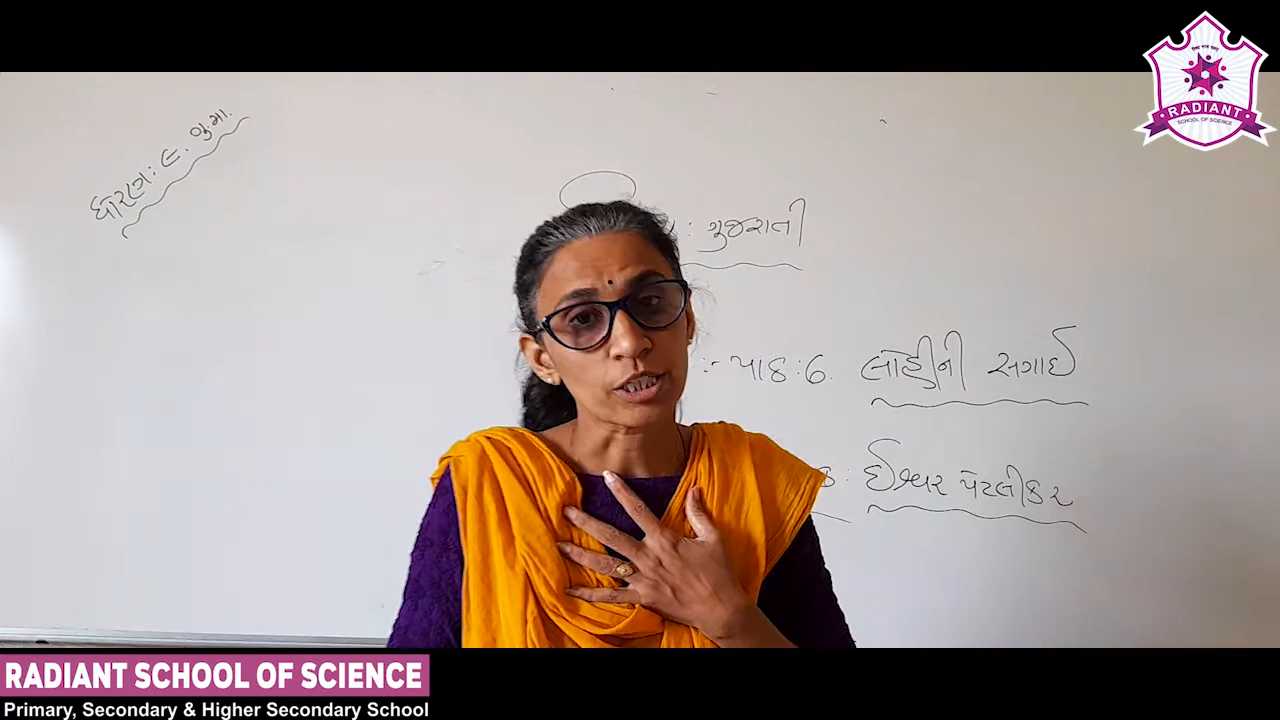 ધોરણ: ૯. ગુ.મા.
: ગુજરાતી
:- પાઠ: 6. લોહીની સગાઈ
: ઈશ્વર પેટલીકર
RADIANT
SCHOOL OF SCIENCE
RADIANT SCHOOL OF SCIENCE
Primary, Secondary & Higher Secondary School